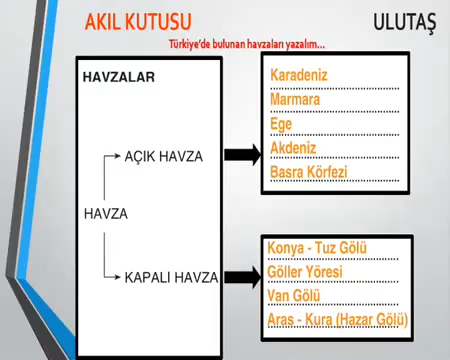 AKIL KUTUSU
ULUTAŞ
Türkiye'de bulunan havzaları yazalım...
HAVZALAR
AÇIK HAVZA
HAVZA
KAPALI HAVZA
Karadeniz
Marmara
Ege
Akdeniz
Basra Körfezi
Konya - Tuz Gölü
Göller Yöresi
Van Gölü
Aras - Kura (Hazar Gölü)